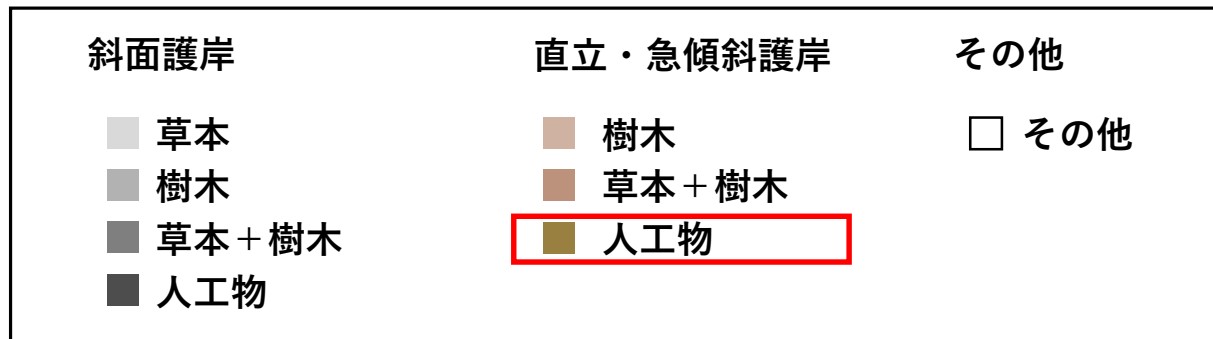 斜面護岸
草本
樹木
草本＋樹木
人工物
直立・急傾斜護岸
樹木
草本＋樹木
人工物
その他
その他